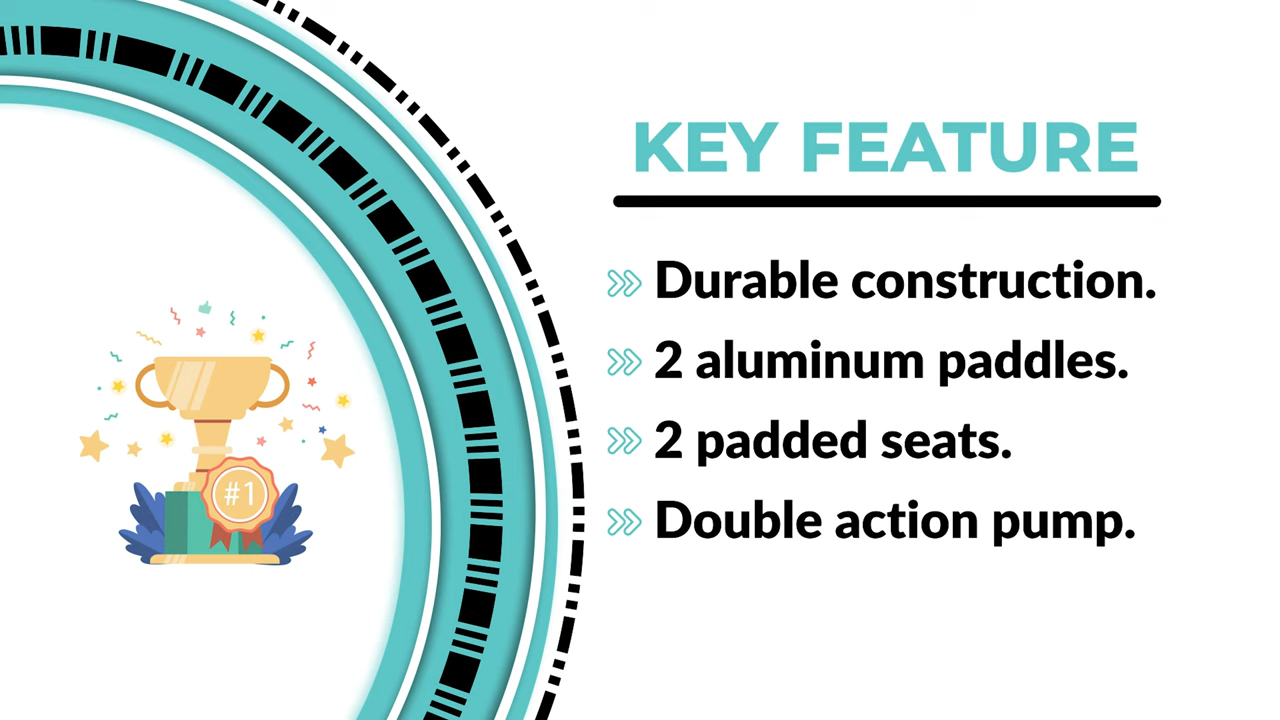 KEY FEATURE
Durable construction.
2 aluminum paddles.
2 padded seats.
Double action pump.
#1